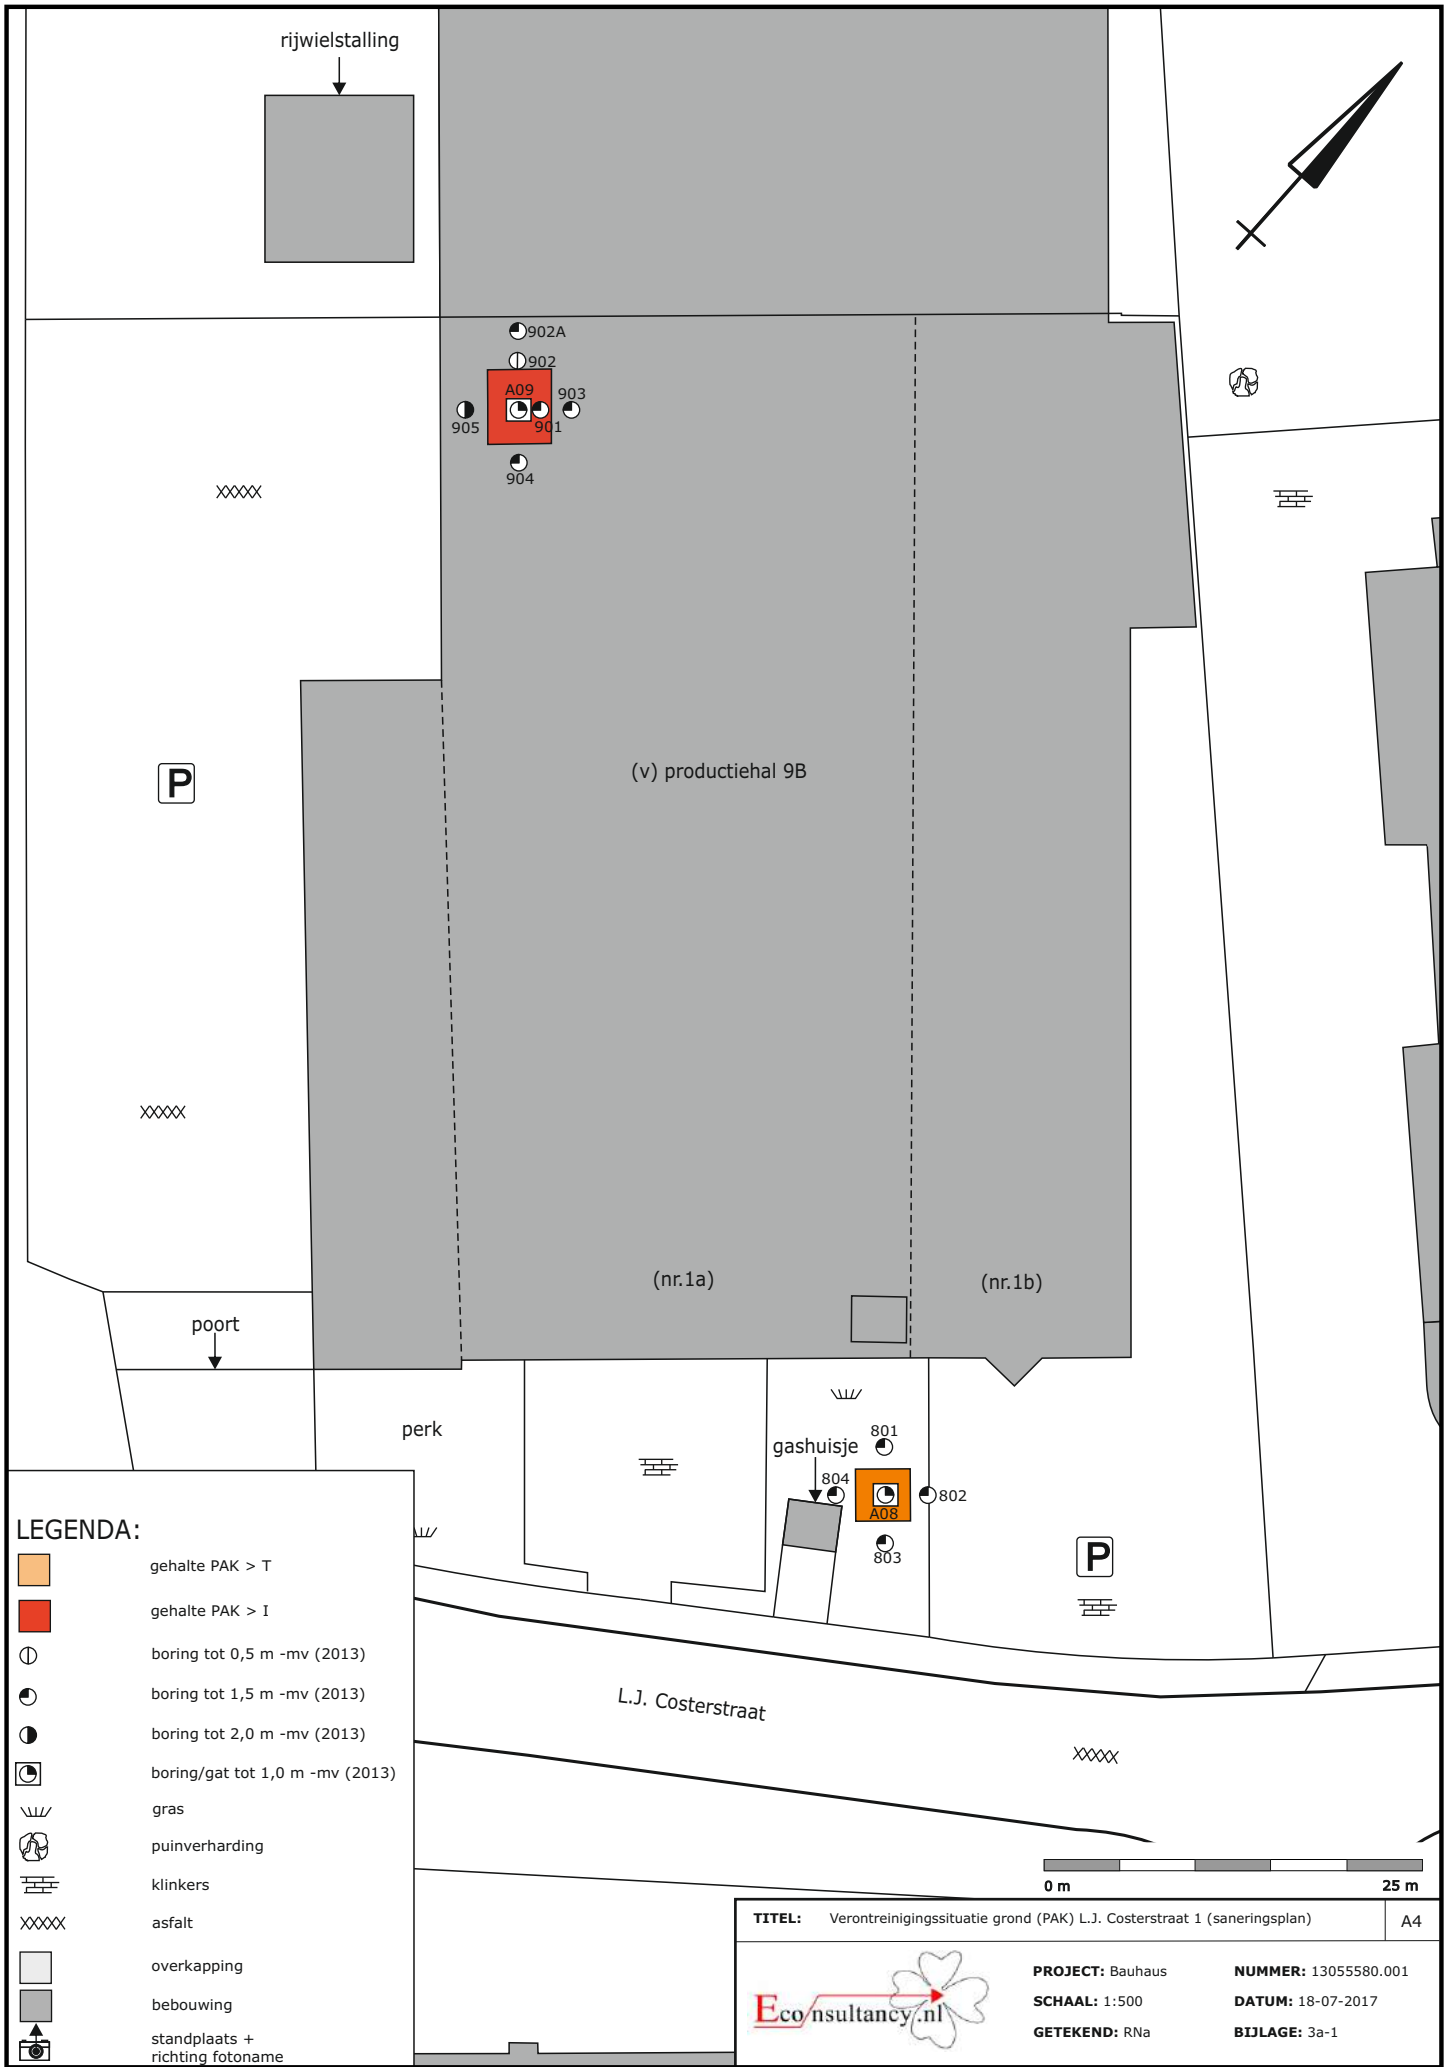 rijwielstalling
902A
902
A09
903
905
901
904
P
(v) productiehal 9B
(nr.1a)
(nr.1b)
poort
perk
gashuisje
801
804
802
A08
803
P
L.J. Costerstraat
LEGENDA:
gehalte PAK > T
gehalte PAK > I
boring tot 0,5 m -mv (2013)
boring tot 1,5 m -mv (2013)
boring tot 2,0 m -mv (2013)
boring/gat tot 1,0 m -mv (2013)
gras
puinverharding
klinkers
asfalt
overkapping
bebouwing
standplaats +
richting fotoname
0 m 25 m
TITEL: Verontreinigingssituatie grond (PAK) L.J. Costerstraat 1 (saneringsplan) A4
Econsultancy.nl
PROJECT: Bauhaus NUMMER: 13055580.001
SCHAAL: 1:500 DATUM: 18-07-2017
GETEKEND: RNa BIJLAGE: 3a-1